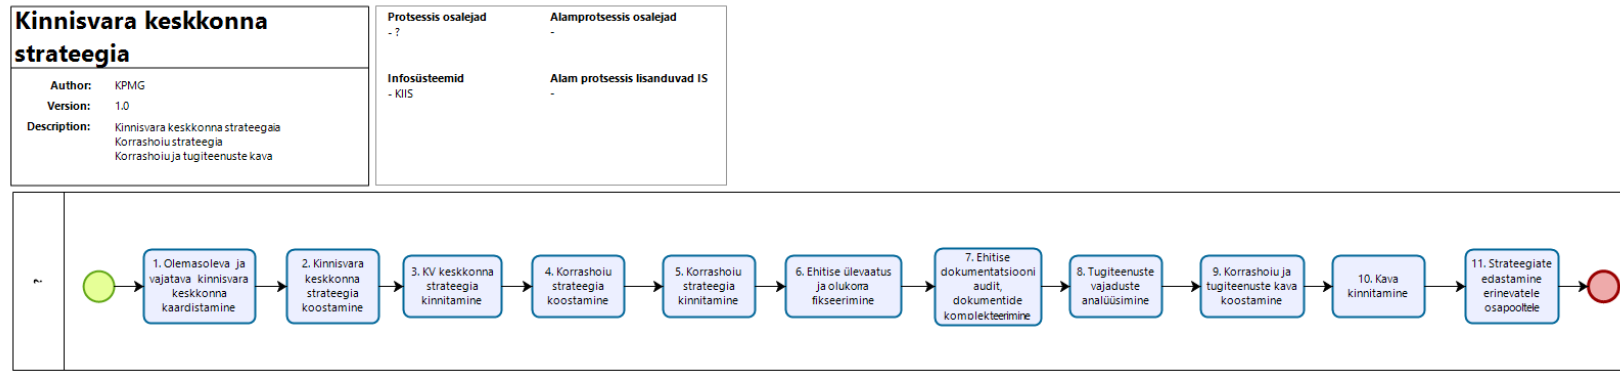 Kinnisvara keskkonna
strateegia
Author: KPMG
Version: 1.0
Description: Kinnisvara keskkonna strateegaia
Korrashoiu strateegia
Korrashoiu ja tugiteenuste kava
Protsessis osalejad
- ?
Alamprotsessis osalejad
-
Infosüsteemid
- KIIS
Alam protsessis lisanduvad IS
-
?
1. Olemasoleva ja
vajatava kinnisvara
keskkonna
kaardistamine
2. Kinnisvara
keskkonna
strateegia
koostamine
3. KV keskkonna
strateegia
kinnitamine
4. Korrashoiu
strateegia
koostamine
5. Korrashoiu
strateegia
kinnitamine
6. Ehitise ülevaatus
ja olukorra
fikseerimine
7. Ehitise
dokumentatsiooni
audit,
dokumentide
komplekteerimine
8. Tugiteenuste
vajaduste
analüüsimine
9. Korrashoiu ja
tugiteenuste kava
koostamine
10. Kava
kinnitamine
11. Strateegiate
edastamine
erinevatele
osapooltele